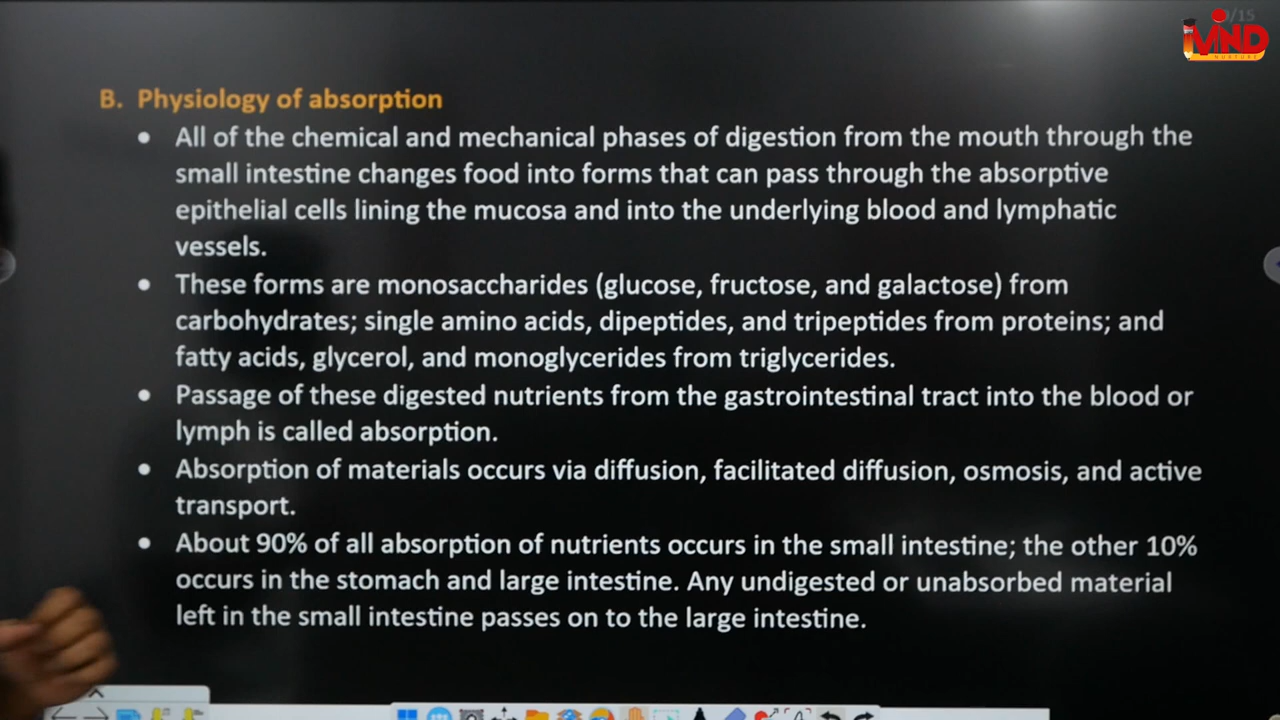 /15
MIND
NURTURE
B. Physiology of absorption
• All of the chemical and mechanical phases of digestion from the mouth through the
small intestine changes food into forms that can pass through the absorptive
epithelial cells lining the mucosa and into the underlying blood and lymphatic
vessels.
• These forms are monosaccharides (glucose, fructose, and galactose) from
carbohydrates; single amino acids, dipeptides, and tripeptides from proteins; and
fatty acids, glycerol, and monoglycerides from triglycerides.
• Passage of these digested nutrients from the gastrointestinal tract into the blood or
lymph is called absorption.
• Absorption of materials occurs via diffusion, facilitated diffusion, osmosis, and active
transport.
• About 90% of all absorption of nutrients occurs in the small intestine; the other 10%
occurs in the stomach and large intestine. Any undigested or unabsorbed material
left in the small intestine passes on to the large intestine.